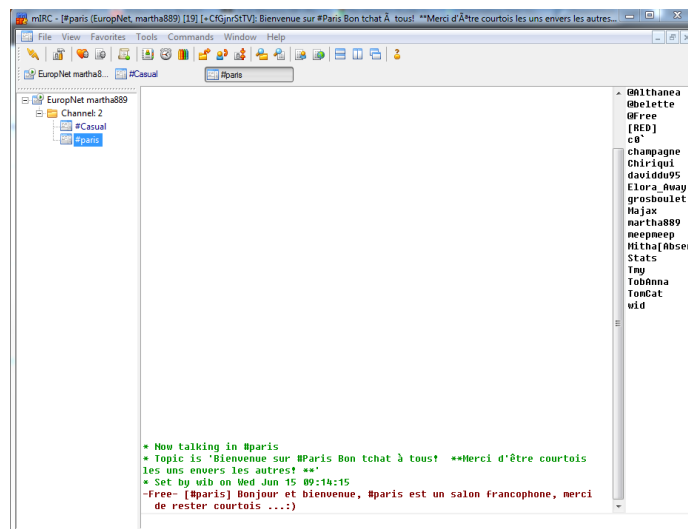 mIRC - [#paris (EuropNet, martha889) [19] [+CfGjnrStTV]: Bienvenue sur #Paris Bon tchat Ã  tous!  **Merci d'Ãªtre courtois les uns envers les autres...
File View Favorites Tools Commands Window Help
EuropNet martha8... #Casual #paris
EuropNet martha889
Channel: 2
#Casual
#paris
* Now talking in #paris
* Topic is 'Bienvenue sur #Paris Bon tchat à tous!  **Merci d'être courtois
les uns envers les autres! **'
* Set by wib on Wed Jun 15 09:14:15
-Free- [#paris] Bonjour et bienvenue, #paris est un salon francophone, merci
de rester courtois ...:)
@Althanea
@belette
@Free
[RED]
c0`
champagne
Chiriqui
daviddu95
Elora_Away
grosboulet
Majax
martha889
meepmeep
Mitha[Abse
Stats
Tmy
TobAnna
TomCat
wid